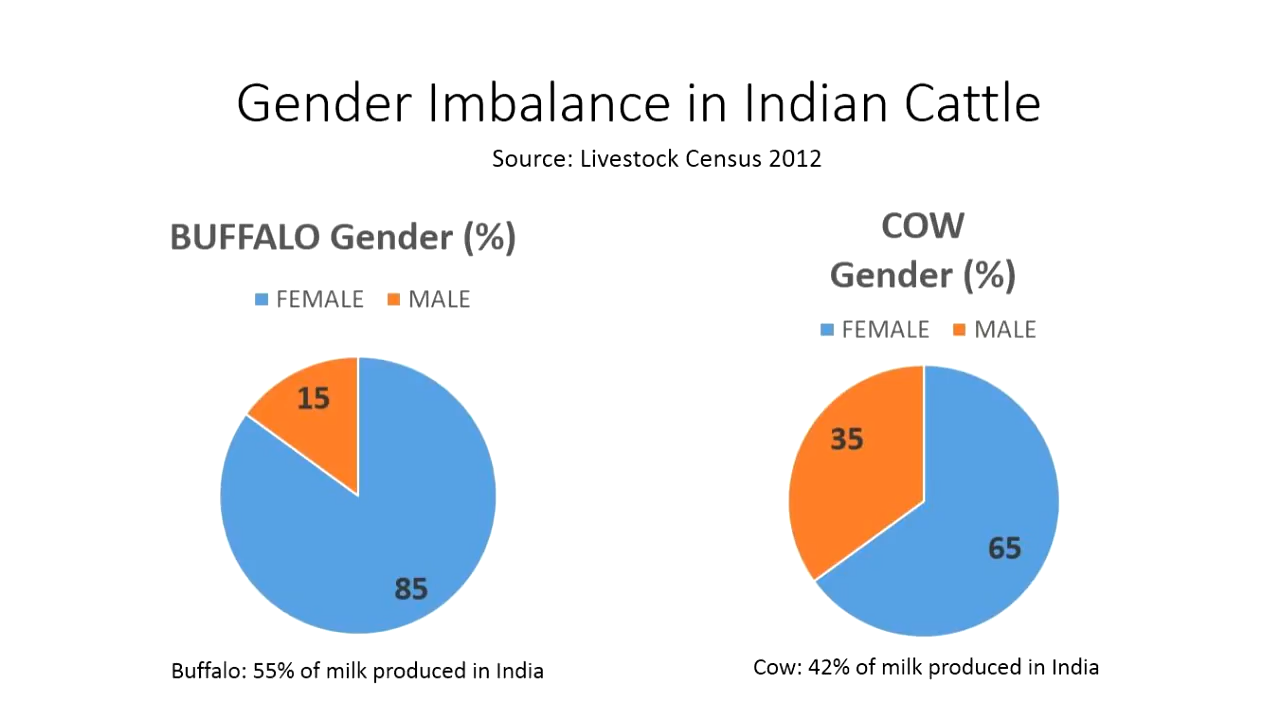 Gender Imbalance in Indian Cattle
Source: Livestock Census 2012
BUFFALO Gender (%)
FEMALE MALE
15
85
Buffalo: 55% of milk produced in India
COW
Gender (%)
FEMALE MALE
35
65
Cow: 42% of milk produced in India